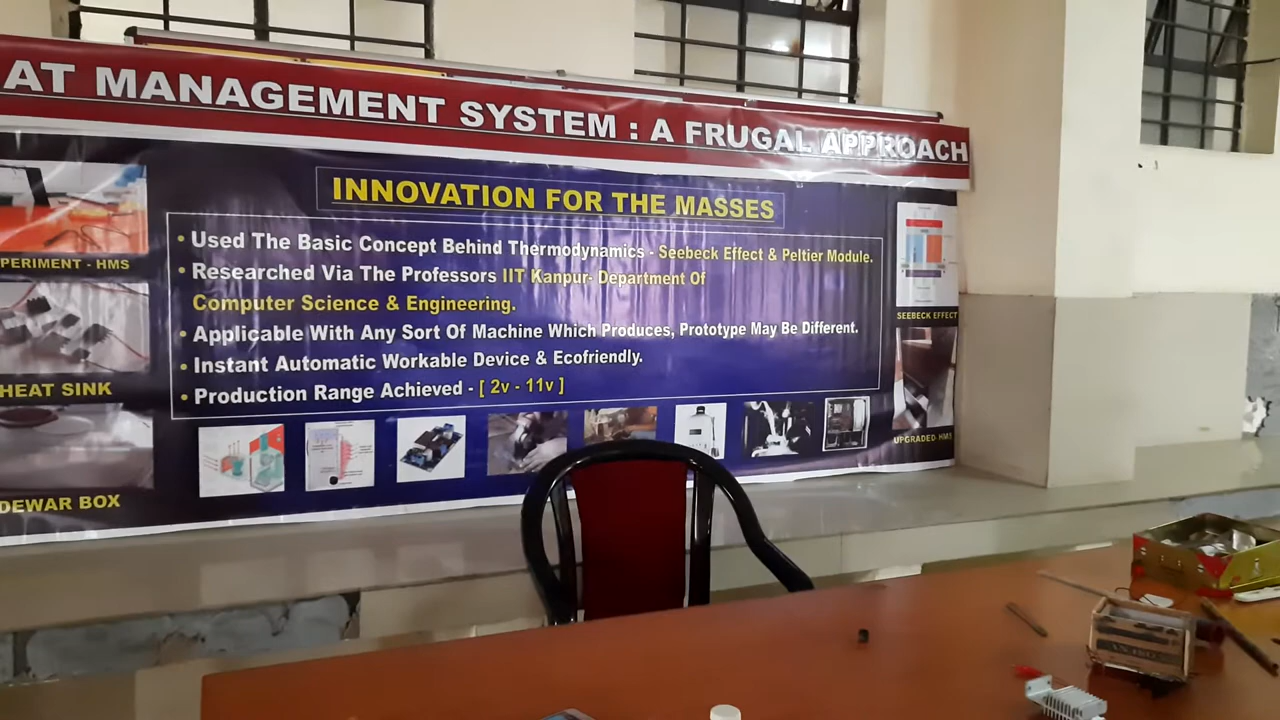 AT MANAGEMENT SYSTEM : A FRUGAL APPROACH
INNOVATION FOR THE MASSES
• Used The Basic Concept Behind Thermodynamics - Seebeck Effect & Peltier Module.
• Researched Via The Professors IIT Kanpur- Department Of
Computer Science & Engineering.
• Applicable With Any Sort Of Machine Which Produces, Prototype May Be Different.
• Instant Automatic Workable Device & Ecofriendly.
• Production Range Achieved - [ 2v - 11v ]
PERIMENT - HMS
HEAT SINK
DEWAR BOX
SEEBECK EFFECT
UPGRADED HMS